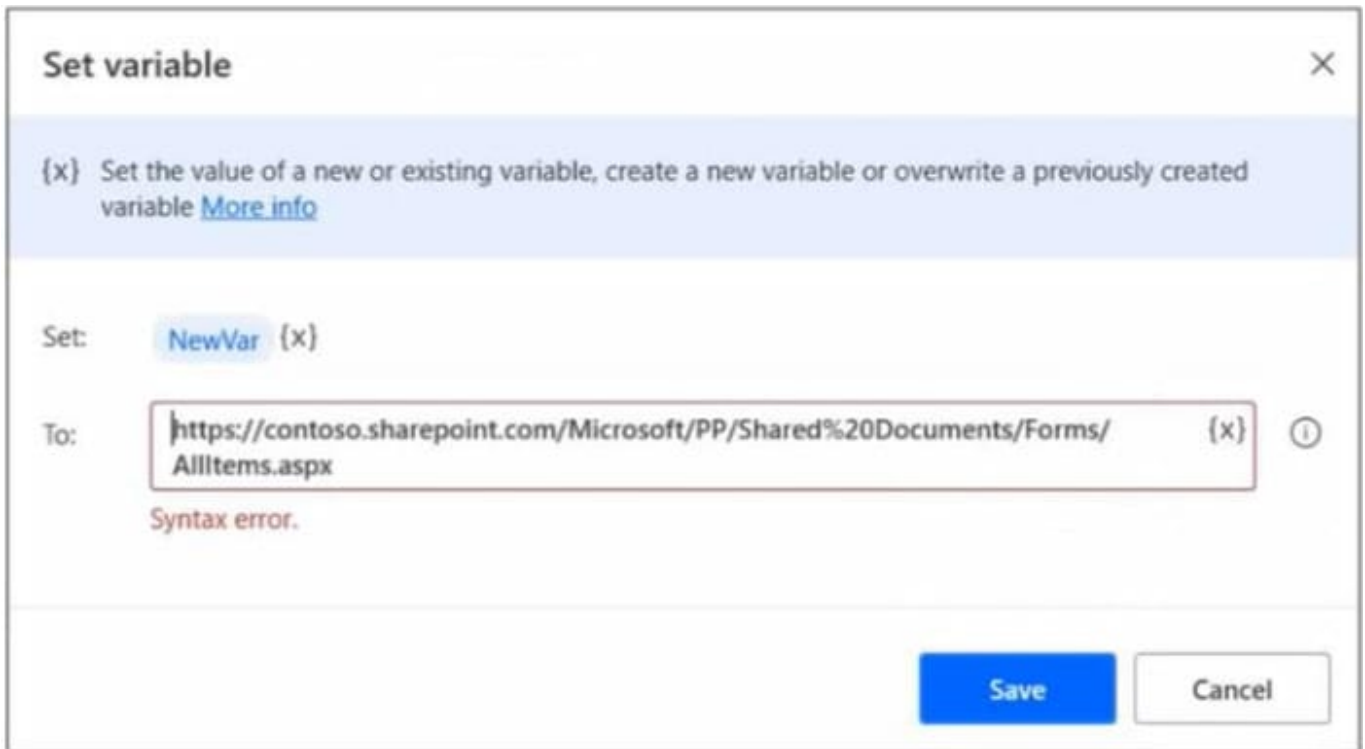 Set variable
{x} Set the value of a new or existing variable, create a new variable or overwrite a previously created
variable More info
Set: NewVar {x}
To: https://contoso.sharepoint.com/Microsoft/PP/Shared%20Documents/Forms/ {x}
AllItems.aspx
Syntax error.
Save Cancel